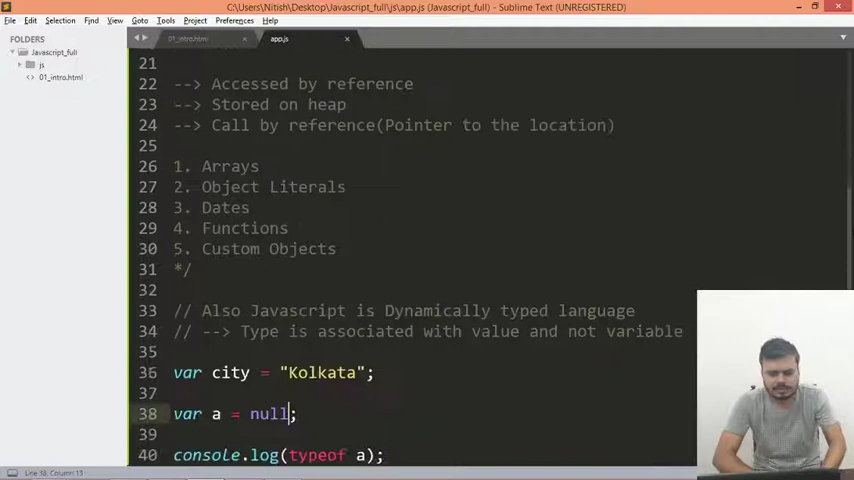 C:\Users\Nitish\Desktop\Javascript_full\js\app.js (Javascript_full) - Sublime Text (UNREGISTERED)
File Edit Selection Find View Goto Tools Project Preferences Help
FOLDERS
Javascript_full
js
01_intro.html
01_intro.html
app.js
21
22 --> Accessed by reference
23 --> Stored on heap
24 --> Call by reference(Pointer to the location)
25
26 1. Arrays
27 2. Object Literals
28 3. Dates
29 4. Functions
30 5. Custom Objects
31 */
32
33 // Also Javascript is Dynamically typed language
34 // --> Type is associated with value and not variable
35
36 var city = "Kolkata";
37
38 var a = null;
39
40 console.log(typeof a);
Line 38, Column 13